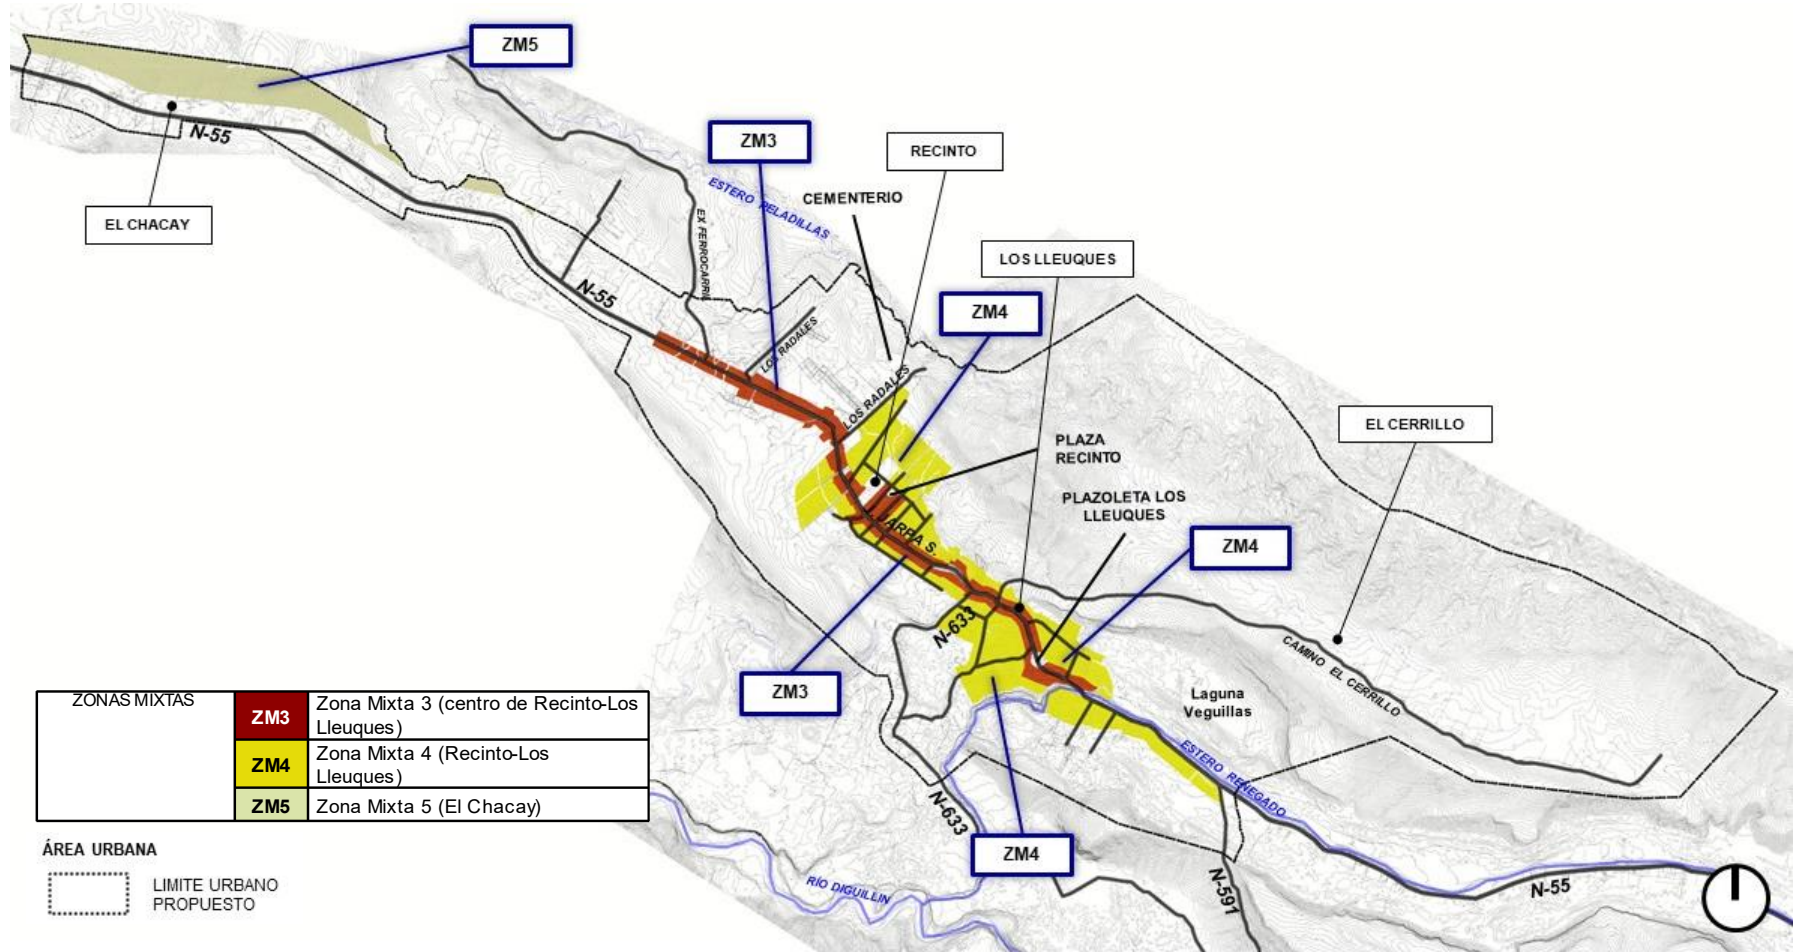 ZM5
N-55
EL CHACAY
ZM3
RECINTO
CEMENTERIO
ESTERO PELADILLAS
EX FERROCARRIL
LOS LLEUQUES
N-55
ZM4
LOS RADALES
LOS RADALES
EL CERRILLO
PLAZA
RECINTO
PLAZOLETA LOS
LLEUQUES
JARPA S.
ZM4
N-633
CAMINO EL CERRILLO
ZM3
Laguna
Veguillas
ESTERO RENEGADO
N-633
ZM4
RÍO DIGUILLIN
N-591
N-55
ZONAS MIXTAS
ZM3
Zona Mixta 3 (centro de Recinto-Los
Lleuques)
ZM4
Zona Mixta 4 (Recinto-Los
Lleuques)
ZM5
Zona Mixta 5 (El Chacay)
ÁREA URBANA
LIMITE URBANO
PROPUESTO